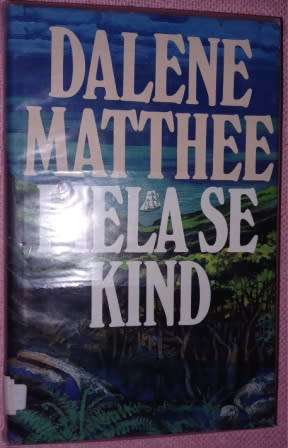 DALENE
MATTHEE
FIELA SE
KIND